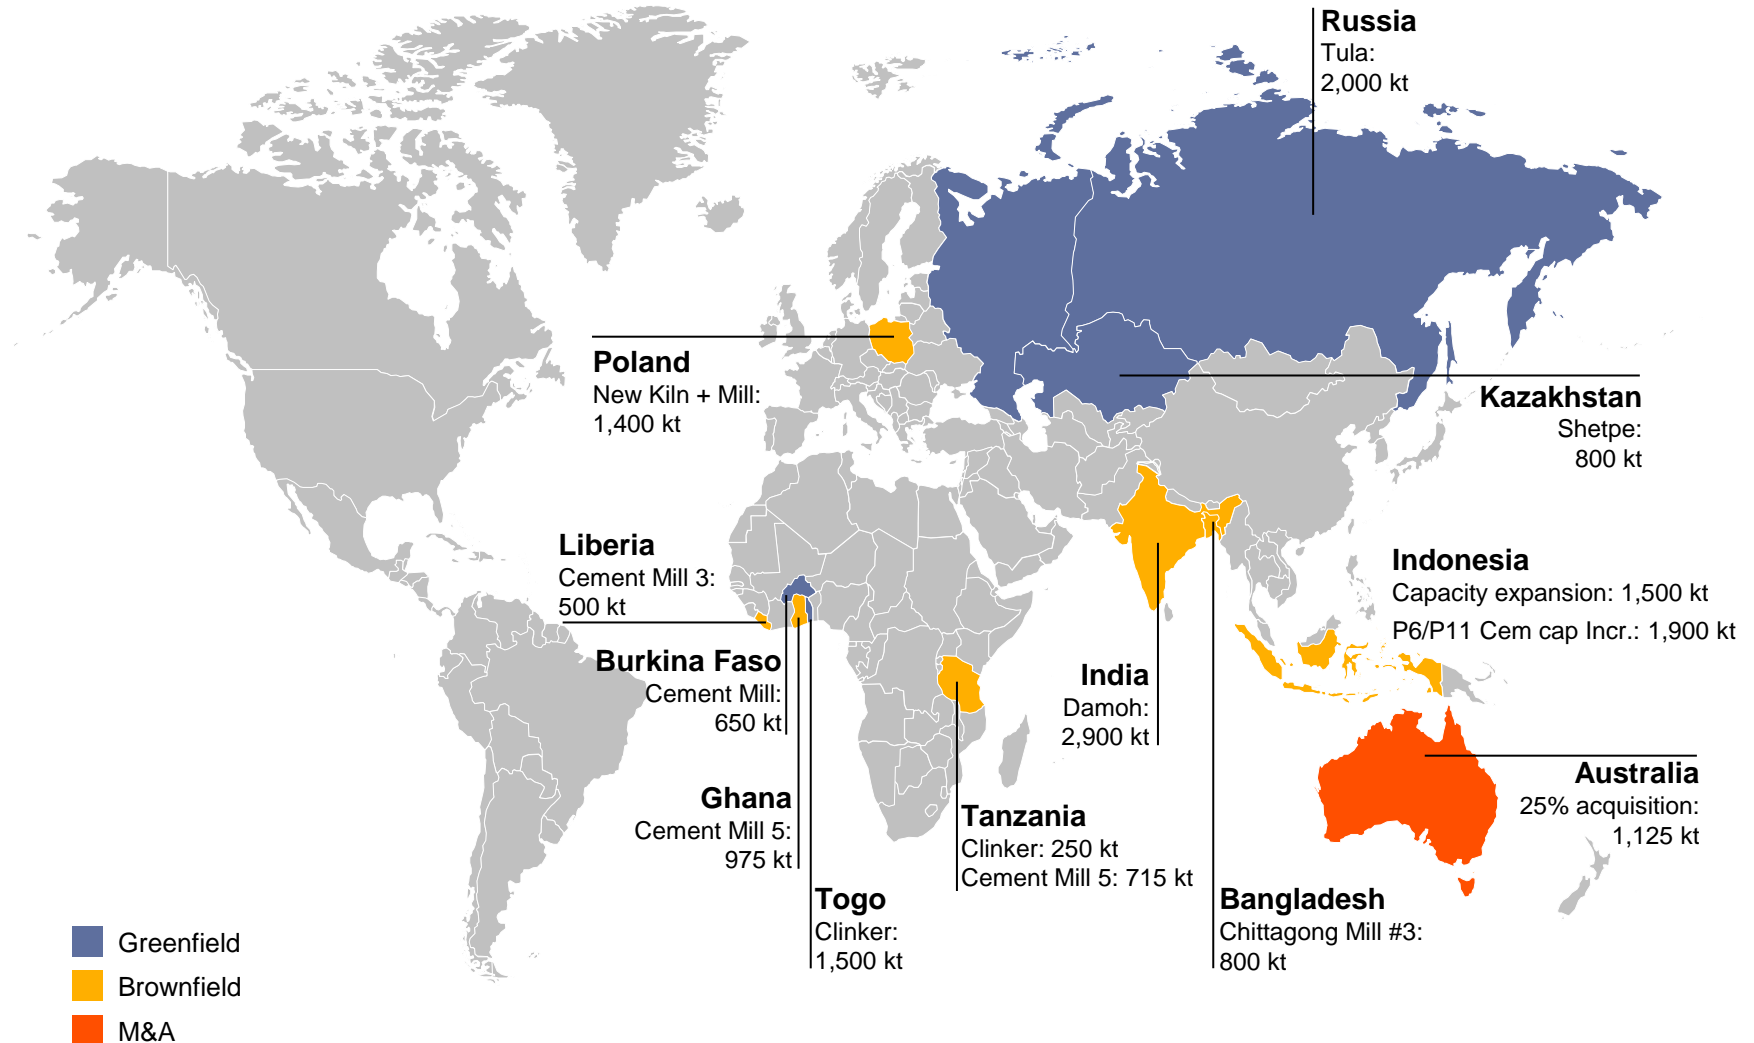 Russia
Tula:
2,000 kt
Poland
New Kiln + Mill:
1,400 kt
Kazakhstan
Shetpe:
800 kt
Liberia
Cement Mill 3:
500 kt
Indonesia
Capacity expansion: 1,500 kt
P6/P11 Cem cap Incr.: 1,900 kt
Burkina Faso
Cement Mill:
650 kt
India
Damoh:
2,900 kt
Ghana
Cement Mill 5:
975 kt
Tanzania
Clinker: 250 kt
Cement Mill 5: 715 kt
Australia
25% acquisition:
1,125 kt
Togo
Clinker:
1,500 kt
Bangladesh
Chittagong Mill #3:
800 kt
Greenfield
Brownfield
M&A